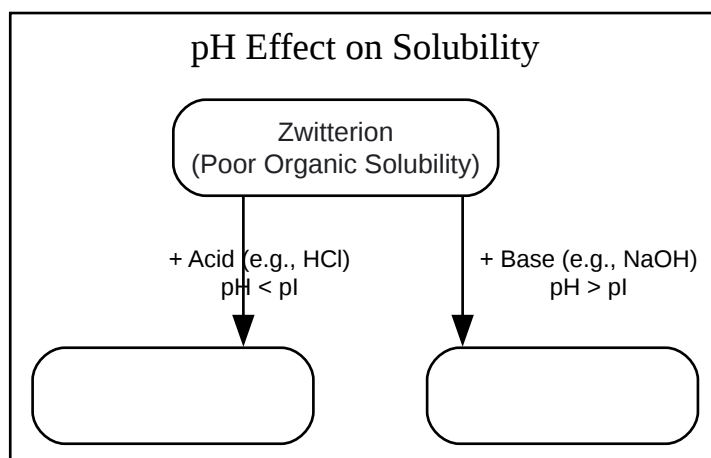 pH Effect on Solubility
Zwitterion
(Poor Organic Solubility)
+ Acid (e.g., HCl)
pH < pI
+ Base (e.g., NaOH)
pH > pI